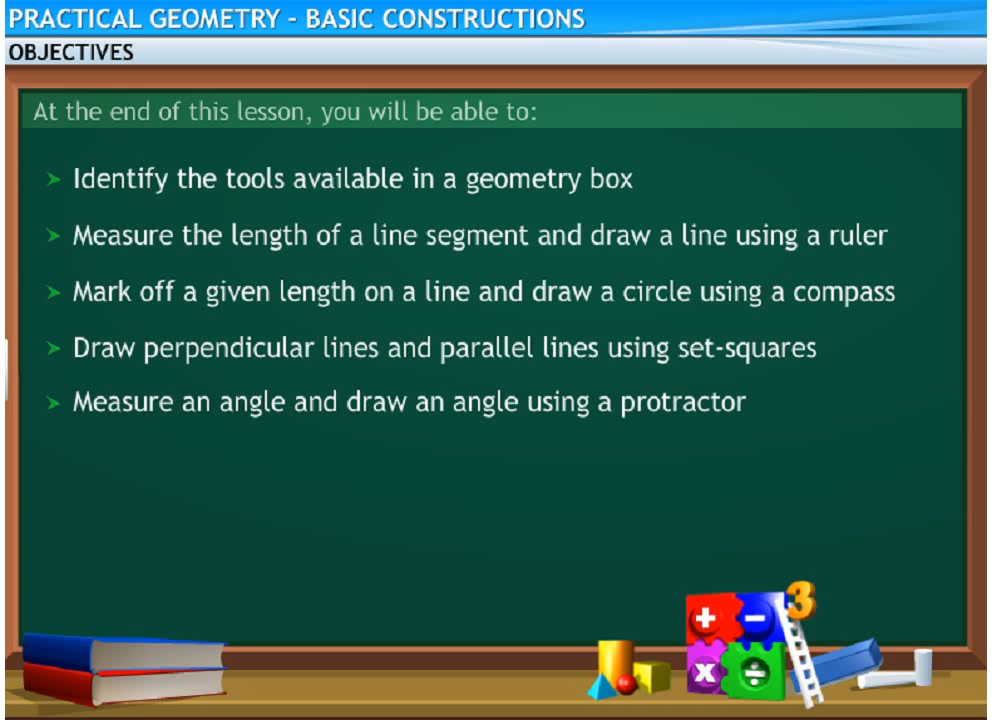 PRACTICAL GEOMETRY - BASIC CONSTRUCTIONS
OBJECTIVES
At the end of this lesson, you will be able to:
➤ Identify the tools available in a geometry box
➤ Measure the length of a line segment and draw a line using a ruler
➤ Mark off a given length on a line and draw a circle using a compass
➤ Draw perpendicular lines and parallel lines using set-squares
➤ Measure an angle and draw an angle using a protractor
3
+ −
x ÷